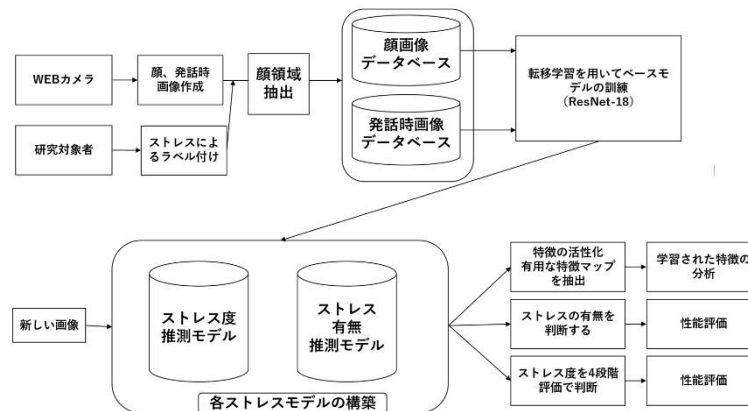 WEBカメラ
顔、発話時
画像作成
研究対象者
ストレスによ
るラベル付け
顔領域
抽出
顔画像
データベース
発話時画像
データベース
転移学習を用いてベースモ
デルの訓練
（ResNet-18）
新しい画像
ストレス度
推測モデル
ストレス
有無
推測モデル
各ストレスモデルの構築
特徴の活性化
有用な特徴マップ
を抽出
学習された特徴の
分析
ストレスの有無を
判断する
性能評価
ストレス度を4段階
評価で判断
性能評価